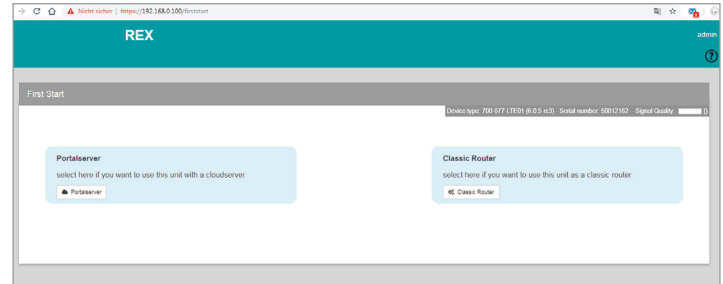 Nicht sicher | https://192.168.0.100/firststart
REX
admin
First Start
Device type: 700-877-LTE01 (6.0.5-rc3) Serial number: 50012182 Signal Quality: ()
Portalserver
select here if you want to use this unit with a cloudserver
Portalserver
Classic Router
select here if you want to use this unit as a classic router
Classic Router